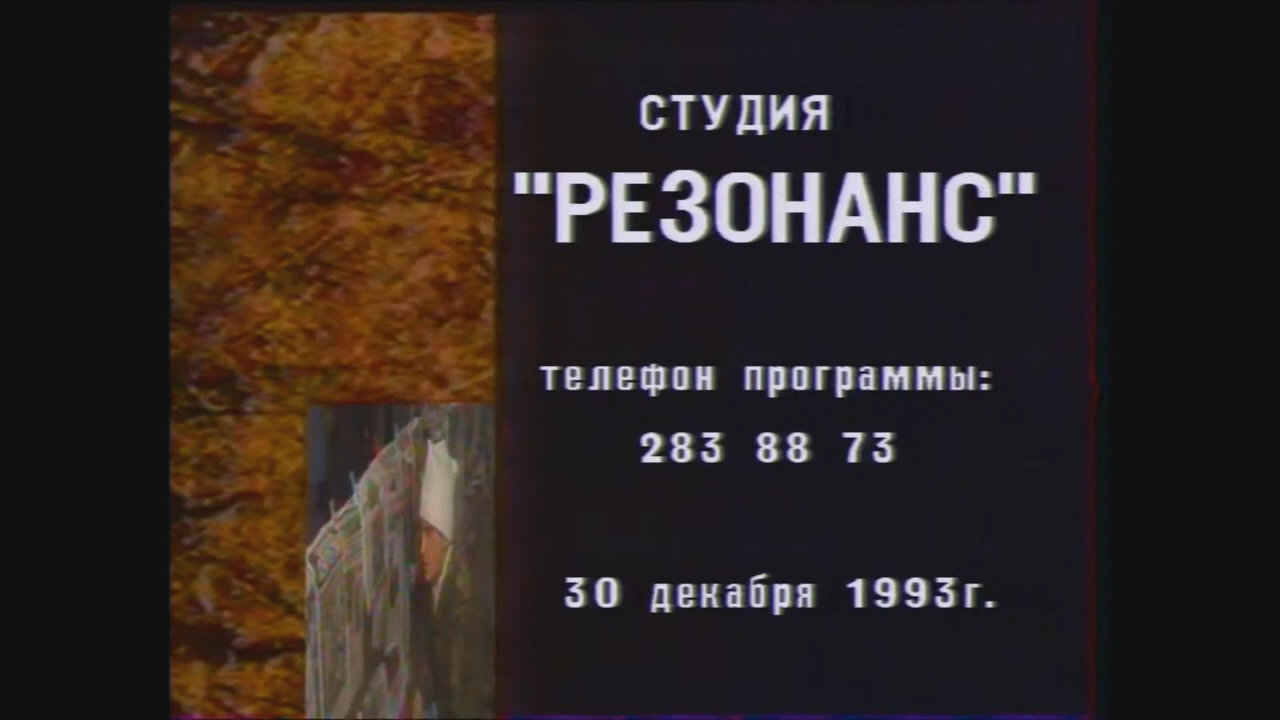 СТУДИЯ
"РЕЗОНАНС"
телефон программы:
283 88 73
30 декабря 1993г.